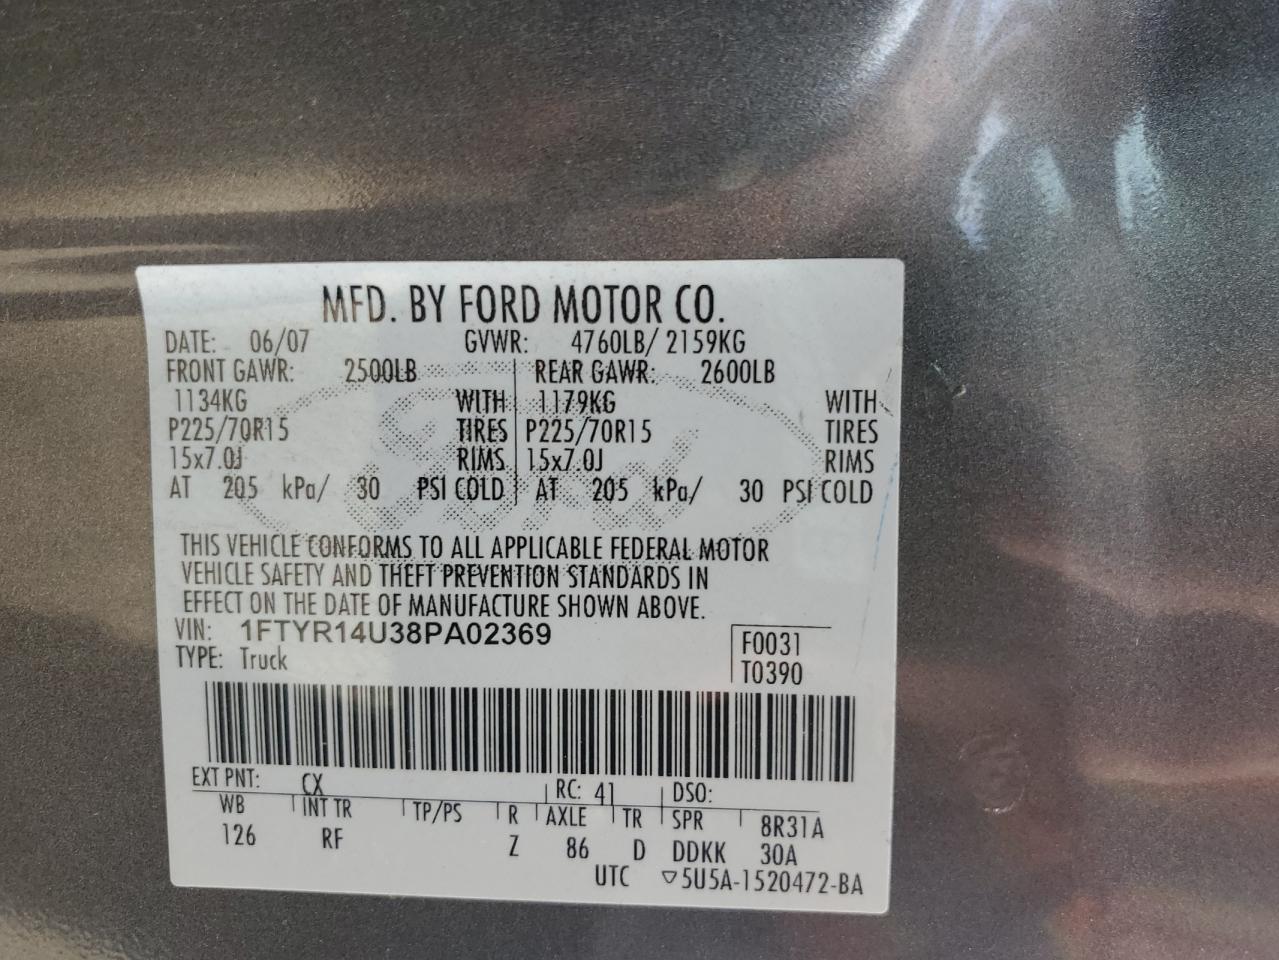 MFD. BY FORD MOTOR CO.
DATE: 06/07 GVWR: 4760LB/ 2159KG
FRONT GAWR: 2500LB REAR GAWR: 2600LB
1134KG WITH 1179KG WITH
P225/70R15 TIRES P225/70R15 TIRES
15x7.0J RIMS 15x7.0J RIMS
AT 205 kPa/ 30 PSI COLD AT 205 kPa/ 30 PSI COLD
Ford
THIS VEHICLE CONFORMS TO ALL APPLICABLE FEDERAL MOTOR
VEHICLE SAFETY AND THEFT PREVENTION STANDARDS IN
EFFECT ON THE DATE OF MANUFACTURE SHOWN ABOVE.
VIN: 1FTYR14U38PA02369
TYPE: Truck
F0031
T0390
EXT PNT: CX RC: 41 DSO:
WB INT TR TP/PS R AXLE TR SPR 8R31A
126 RF Z 86 D DDKK 30A
UTC ▽5U5A-1520472-BA